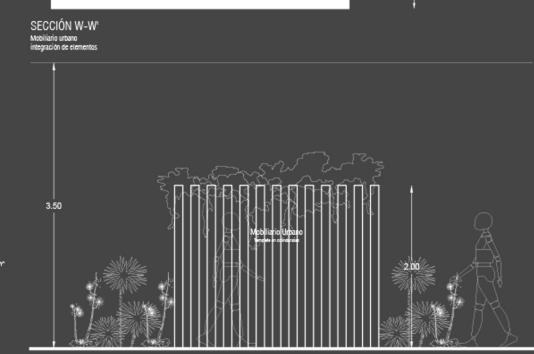 SECCIÓN W-W'
Mobiliario urbano
integración de elementos
3.50
Mobiliario Urbano
2.00